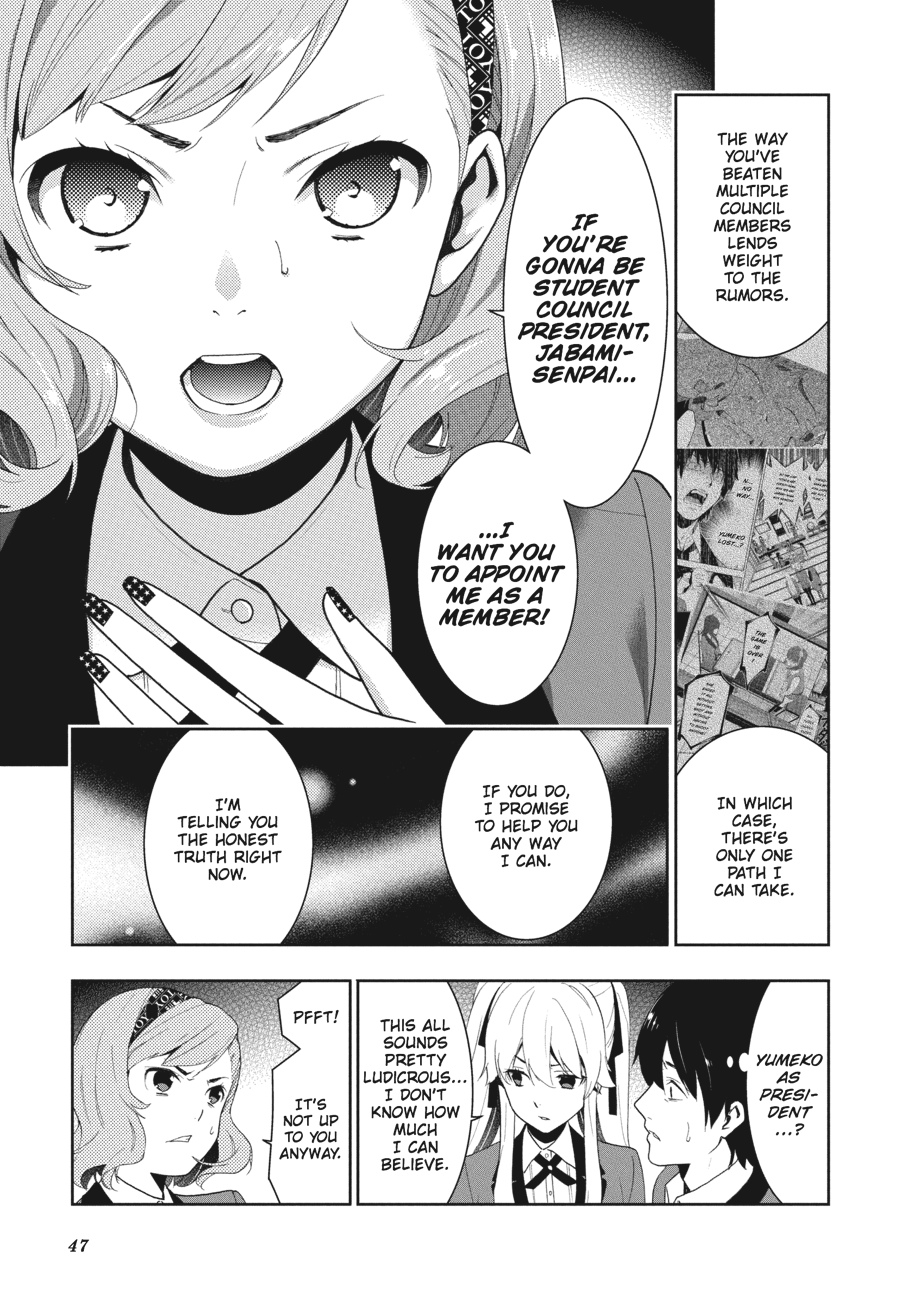 THE WAY
YOU'VE
BEATEN
MULTIPLE
COUNCIL
MEMBERS
LENDS
WEIGHT
TO THE
RUMORS.
N...
NO
WAY...
YUMEKO
LOST...?
THE
GAME
IS
OVER
!
IN WHICH
CASE,
THERE'S
ONLY ONE
PATH I
CAN TAKE.
IF
YOU'RE
GONNA BE
STUDENT
COUNCIL
PRESIDENT,
JABAMI-
SENPAI...
...I
WANT YOU
TO APPOINT
ME AS A
MEMBER!
IF YOU DO,
I PROMISE
TO HELP YOU
ANY WAY
I CAN.
I'M
TELLING YOU
THE HONEST
TRUTH RIGHT
NOW.
YUMEKO
AS
PRESI-
DENT
...?
THIS ALL
SOUNDS
PRETTY
LUDICROUS...
I DON'T
KNOW HOW
MUCH
I CAN
BELIEVE.
PFFT!
IT'S
NOT UP
TO YOU
ANYWAY.
47